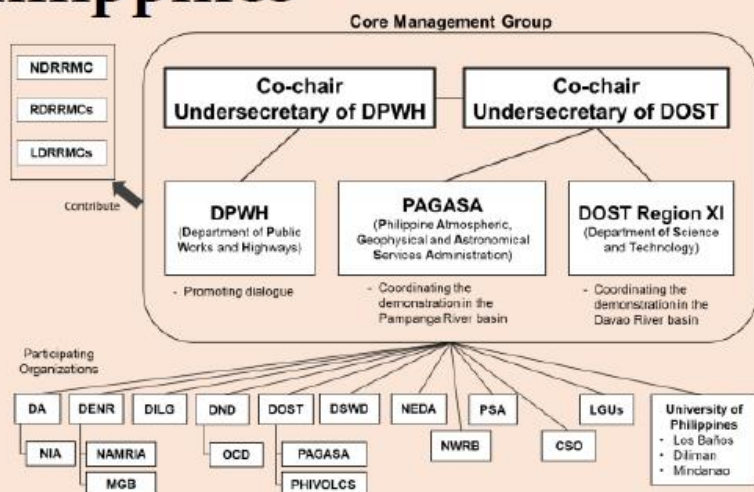 Core Management Group
NDRRMC
RDRRMCs
LDRRMCs
Contribute
Co-chair
Undersecretary of DPWH
Co-chair
Undersecretary of DOST
DPWH
(Department of Public
Works and Highways)
- Promoting dialogue
PAGASA
(Philippine Atmospheric,
Geophysical and Astronomical
Services Administration)
- Coordinating the
demonstration in the
Pampanga River basin
DOST Region XI
(Department of Science
and Technology)
- Coordinating the
demonstration in the
Davao River basin
Participating
Organizations
DA
DENR
DILG
DND
DOST
DSWD
NEDA
PSA
LGUs
NIA
NAMRIA
MGB
OCD
PAGASA
PHIVOLCS
NWRB
CSO
University of
Philippines
• Los Baños
• Diliman
• Mindanao